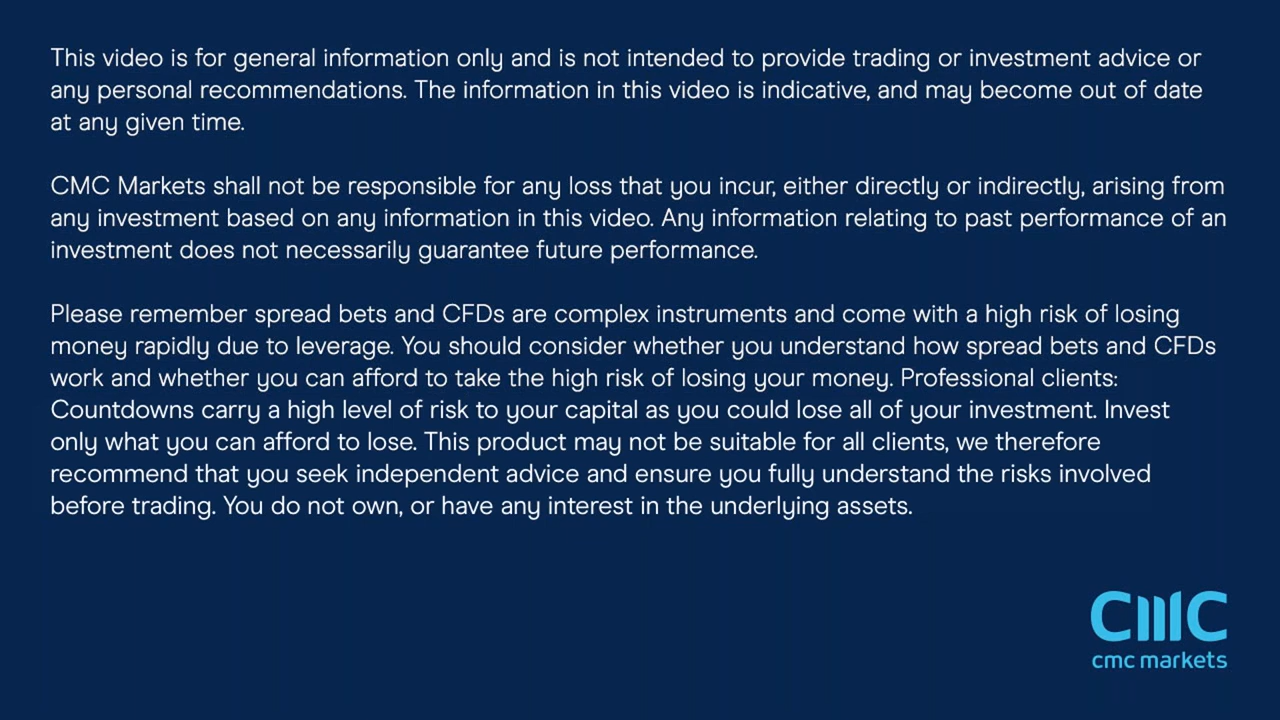 This video is for general information only and is not intended to provide trading or investment advice or
any personal recommendations. The information in this video is indicative, and may become out of date
at any given time.
CMC Markets shall not be responsible for any loss that you incur, either directly or indirectly, arising from
any investment based on any information in this video. Any information relating to past performance of an
investment does not necessarily guarantee future performance.
Please remember spread bets and CFDs are complex instruments and come with a high risk of losing
money rapidly due to leverage. You should consider whether you understand how spread bets and CFDs
work and whether you can afford to take the high risk of losing your money. Professional clients:
Countdowns carry a high level of risk to your capital as you could lose all of your investment. Invest
only what you can afford to lose. This product may not be suitable for all clients, we therefore
recommend that you seek independent advice and ensure you fully understand the risks involved
before trading. You do not own, or have any interest in the underlying assets.
CMC
cmc markets